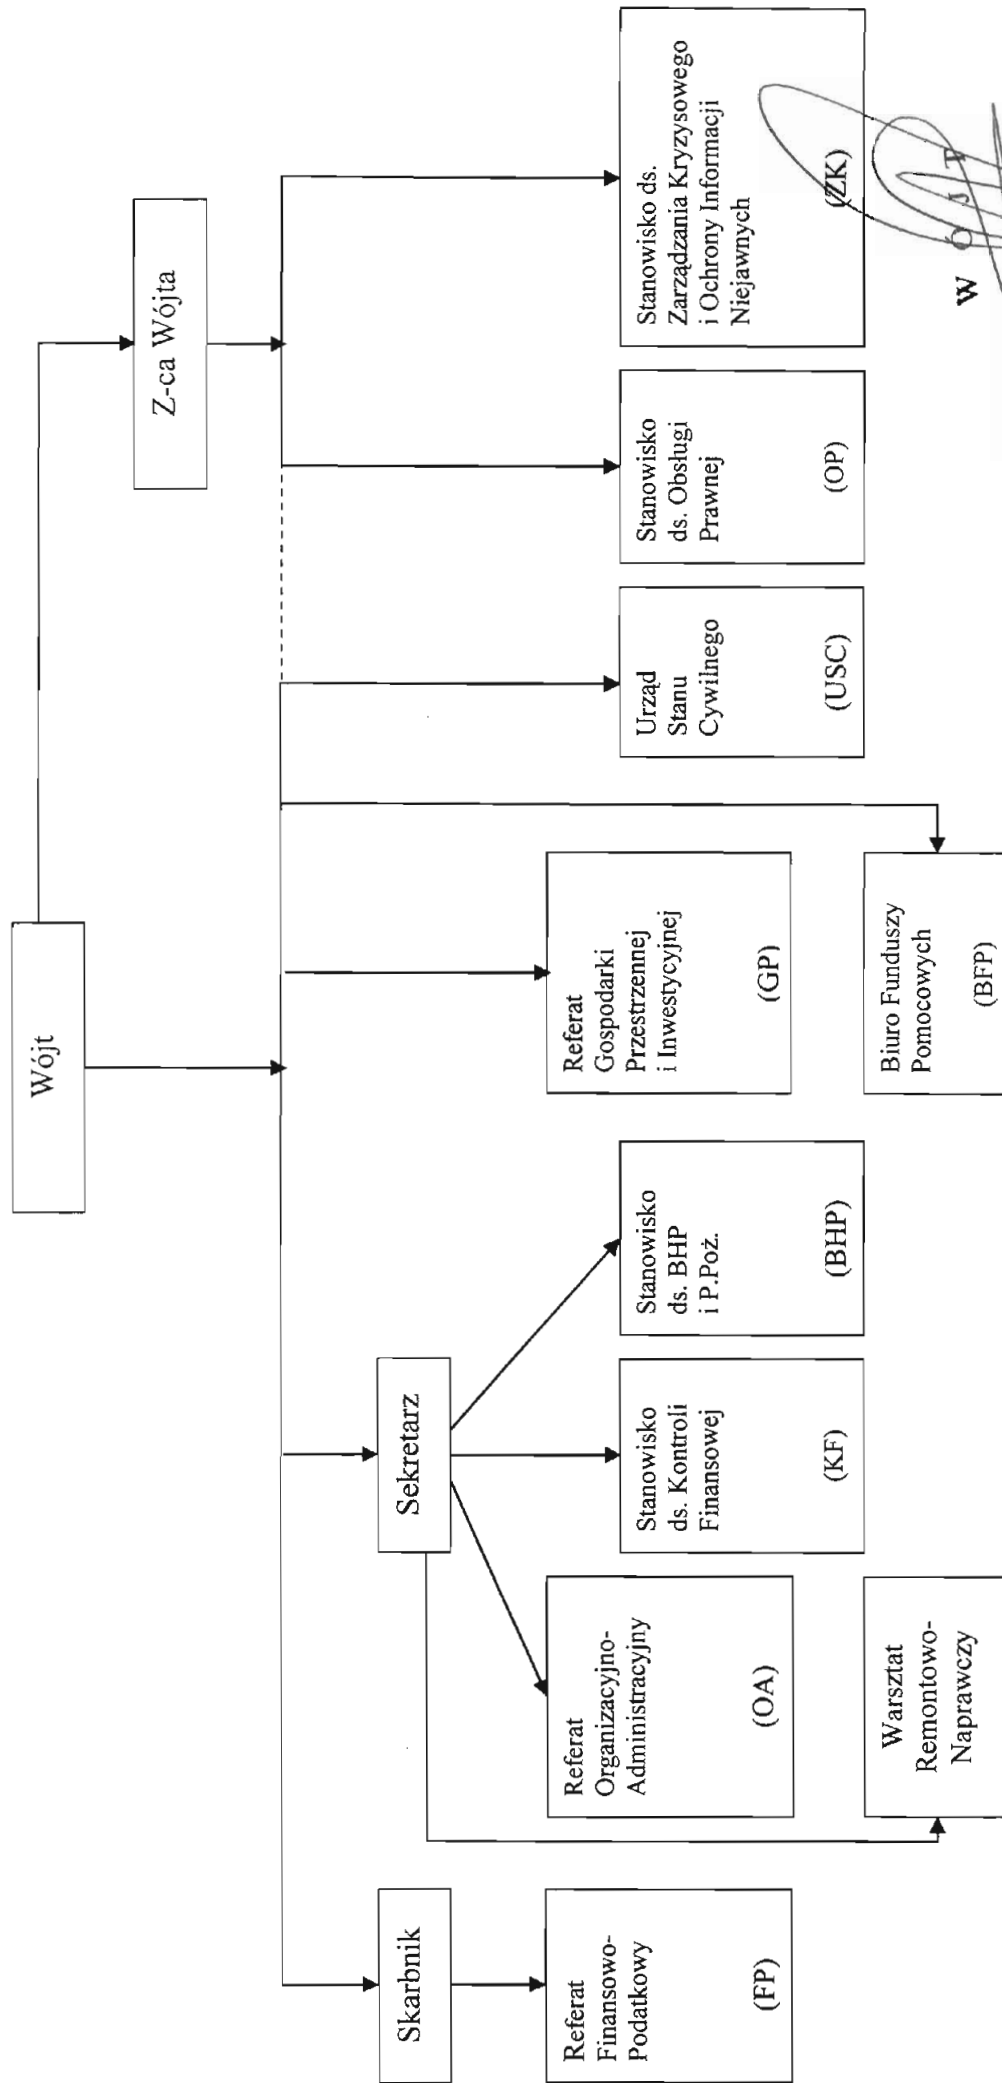 Wójt
Z-ca Wójta
Skarbnik
Sekretarz
Referat
Finansowo-
Podatkowy
(FP)
Referat
Organizacyjno-
Administracyjny
(OA)
Stanowisko
ds. Kontroli
Finansowej
(KF)
Stanowisko
ds. BHP
i P.Poż.
(BHP)
Referat
Gospodarki
Przestrzennej
i Inwestycyjnej
(GP)
Urząd
Stanu
Cywilnego
(USC)
Stanowisko
ds. Obsługi
Prawnej
(OP)
Stanowisko ds.
Zarządzania Kryzysowego
i Ochrony Informacji
Niejawnych
(ZK)
Warsztat
Remontowo-
Naprawczy
Biuro Funduszy
Pomocowych
(BFP)
W Ó J T